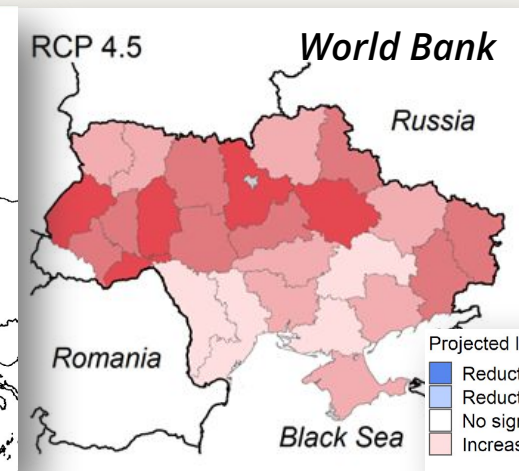 RCP 4.5
World Bank
Russia
Romania
Black Sea
Projected
Reduct
Reduct
No sign
Increas